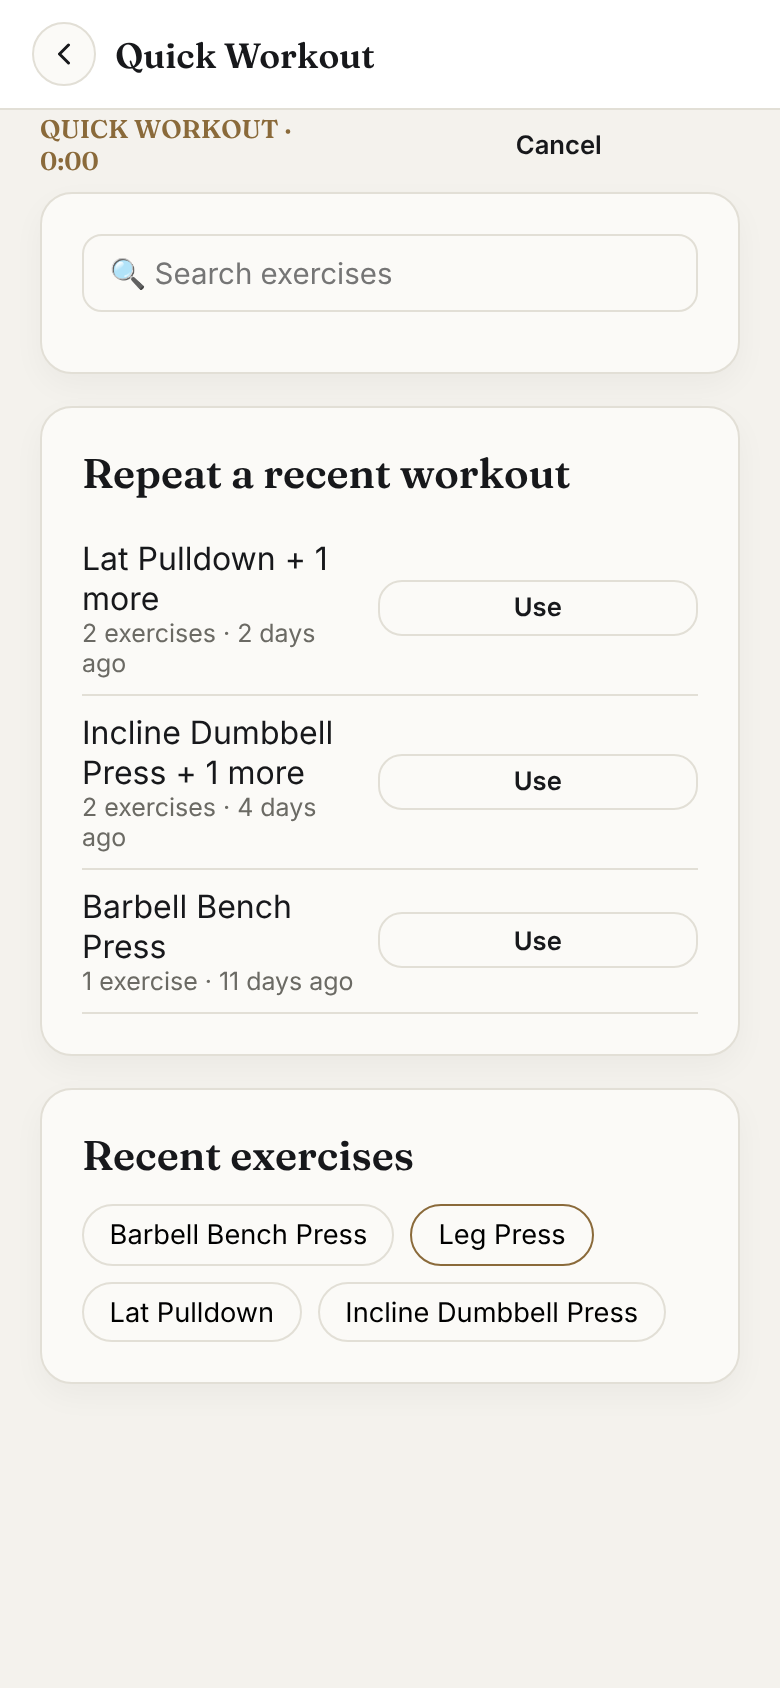 Quick Workout
QUICK WORKOUT ·
0:00
Cancel
🔍 Search exercises
Repeat a recent workout
Lat Pulldown + 1
more
2 exercises · 2 days
ago
Use
Incline Dumbbell
Press + 1 more
2 exercises · 4 days
ago
Use
Barbell Bench
Press
1 exercise · 11 days ago
Use
Recent exercises
Barbell Bench Press
Leg Press
Lat Pulldown
Incline Dumbbell Press